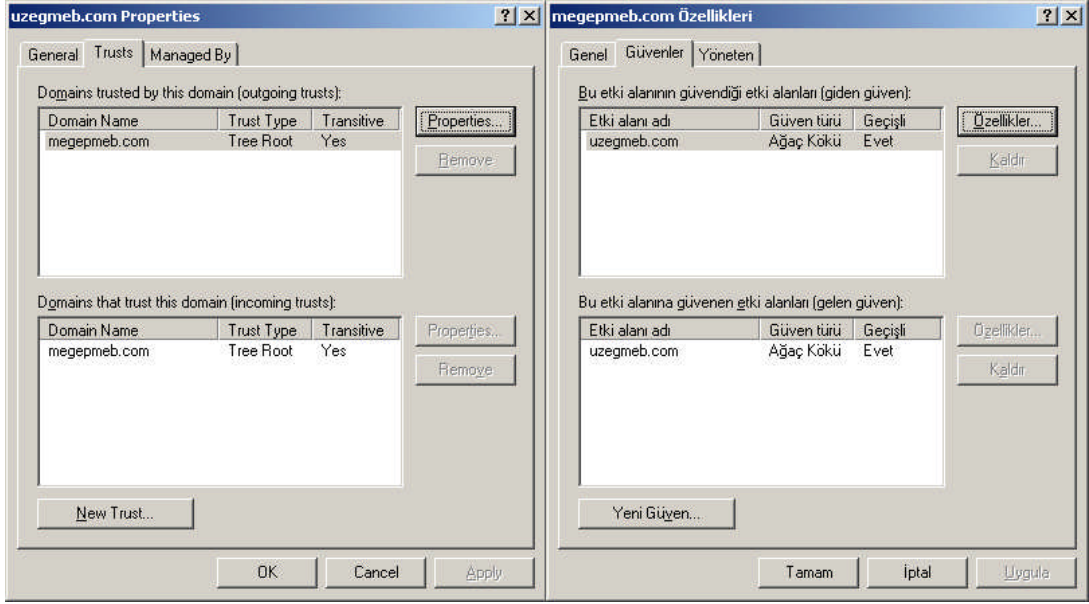 uzegmeb.com Properties
General Trusts Managed By
Domains trusted by this domain (outgoing trusts):
Domain Name Trust Type Transitive
megepmeb.com Tree Root Yes
Properties...
Remove
Domains that trust this domain (incoming trusts):
Domain Name Trust Type Transitive
megepmeb.com Tree Root Yes
Properties...
Remove
New Trust...
OK Cancel Apply
megepmeb.com Özellikleri
Genel Güvenler Yöneten
Bu etki alanının güvendiği etki alanları (giden güven):
Etki alanı adı Güven türü Geçişli
uzegmeb.com Ağaç Kökü Evet
Özellikler...
Kaldır
Bu etki alanına güvenen etki alanları (gelen güven):
Etki alanı adı Güven türü Geçişli
uzegmeb.com Ağaç Kökü Evet
Özellikler...
Kaldır
Yeni Güven...
Tamam İptal Uygula